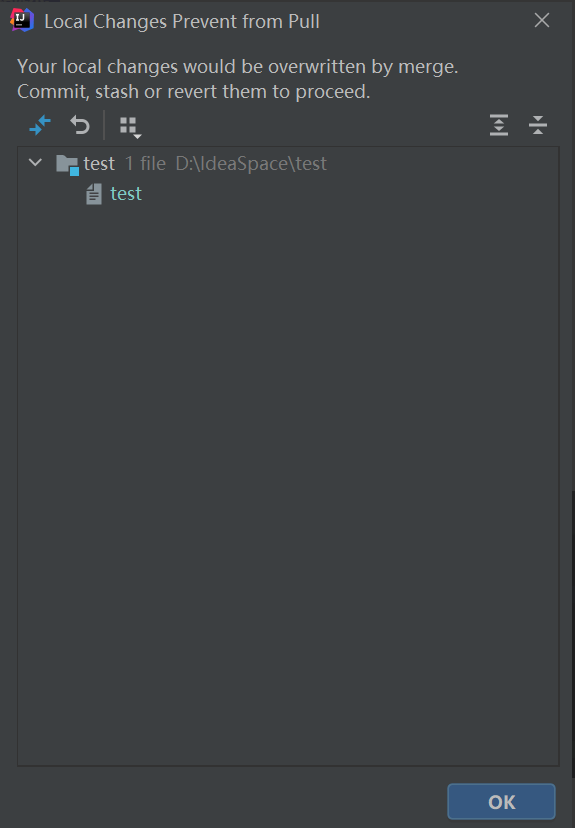 Local Changes Prevent from Pull
Your local changes would be overwritten by merge.
Commit, stash or revert them to proceed.
test 1 file D:\IdeaSpace\test
test
OK